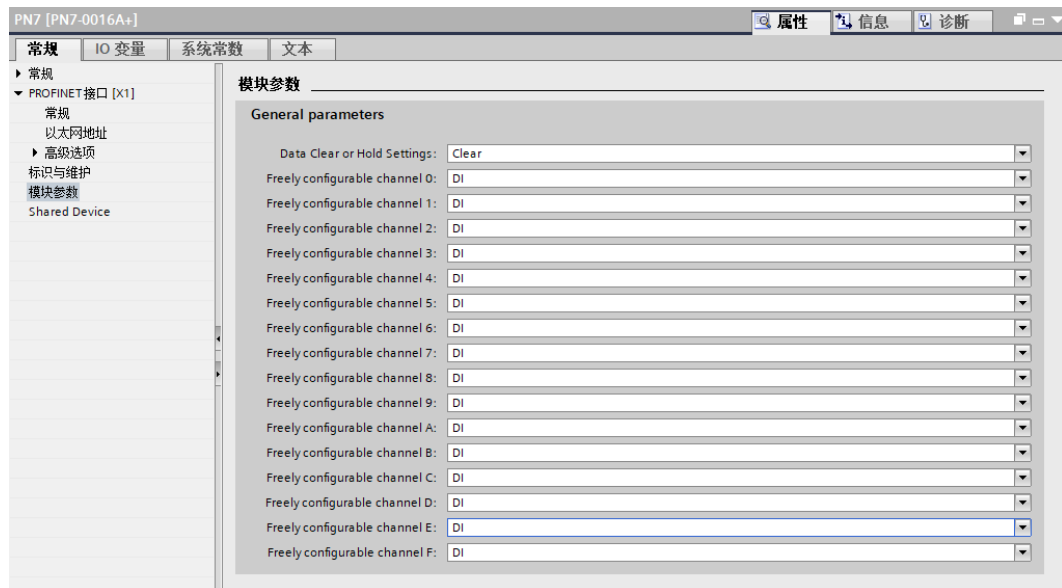 PN7 [PN7-0016A+]
属性 信息 诊断
常规 IO 变量 系统常数 文本
常规
PROFINET接口 [X1]
常规
以太网地址
高级选项
标识与维护
模块参数
Shared Device
模块参数
General parameters
Data Clear or Hold Settings: Clear
Freely configurable channel 0: DI
Freely configurable channel 1: DI
Freely configurable channel 2: DI
Freely configurable channel 3: DI
Freely configurable channel 4: DI
Freely configurable channel 5: DI
Freely configurable channel 6: DI
Freely configurable channel 7: DI
Freely configurable channel 8: DI
Freely configurable channel 9: DI
Freely configurable channel A: DI
Freely configurable channel B: DI
Freely configurable channel C: DI
Freely configurable channel D: DI
Freely configurable channel E: DI
Freely configurable channel F: DI